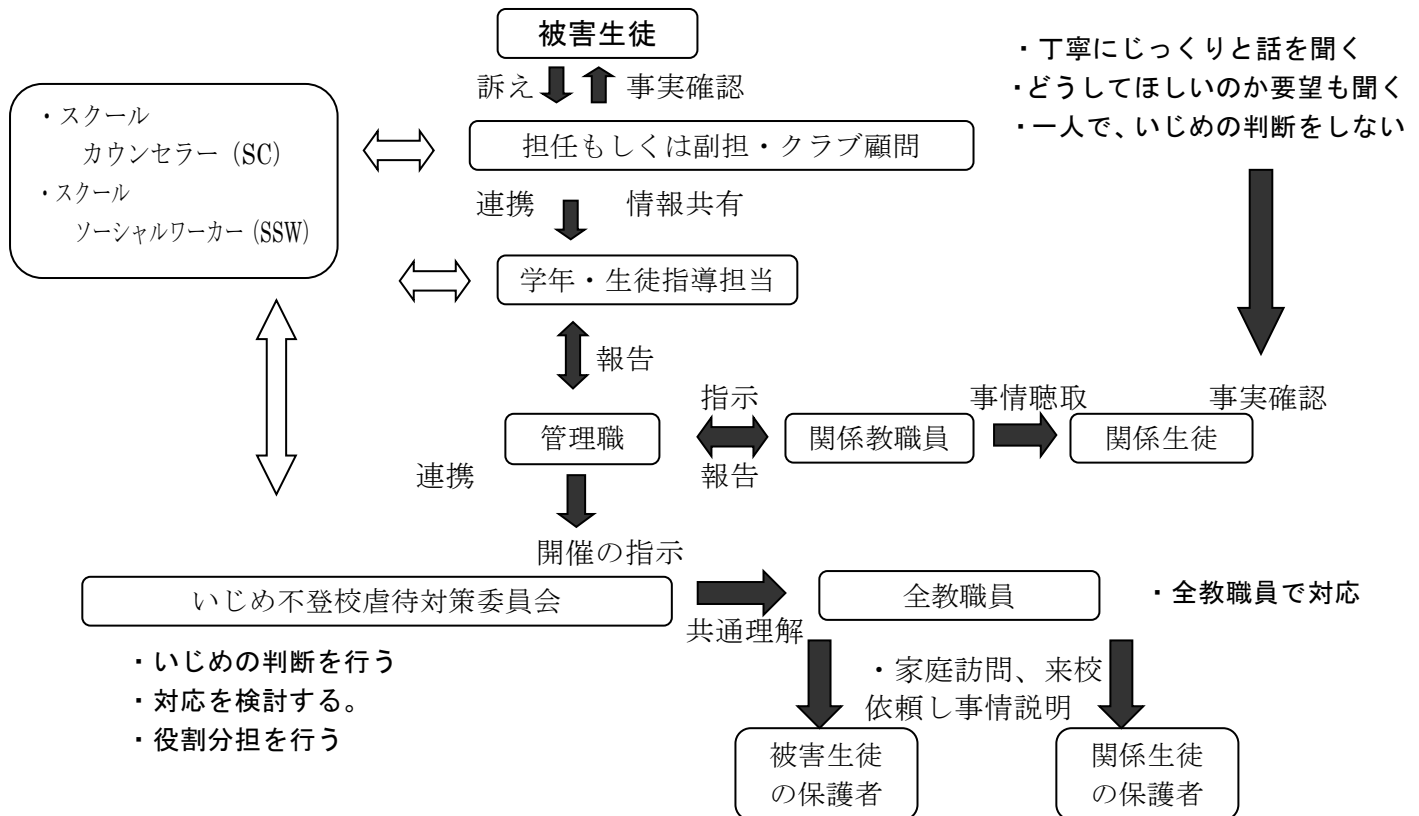 被害生徒
・丁寧にじっくりと話を聞く
・どうしてほしいのか要望も聞く
・一人で、いじめの判断をしない
訴え
事実確認
・スクール
カウンセラー（SC）
・スクール
ソーシャルワーカー（SSW）
担任もしくは副担・クラブ顧問
連携
情報共有
学年・生徒指導担当
報告
指示
事情聴取
事実確認
管理職
関係教職員
関係生徒
連携
報告
開催の指示
いじめ不登校虐待対策委員会
全教職員
・全教職員で対応
共通理解
・いじめの判断を行う
・対応を検討する。
・役割分担を行う
・家庭訪問、来校
依頼し事情説明
被害生徒
の保護者
関係生徒
の保護者